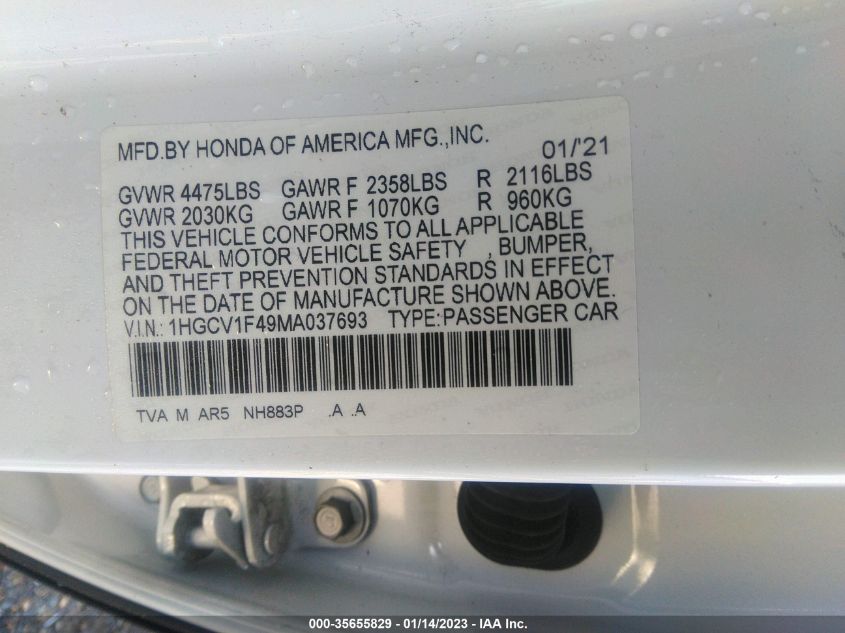 MFD.BY HONDA OF AMERICA MFG.,INC. 01/'21
GVWR 4475LBS GAWR F 2358LBS R 2116LBS
GVWR 2030KG GAWR F 1070KG R 960KG
THIS VEHICLE CONFORMS TO ALL APPLICABLE
FEDERAL MOTOR VEHICLE SAFETY , BUMPER,
AND THEFT PREVENTION STANDARDS IN EFFECT
ON THE DATE OF MANUFACTURE SHOWN ABOVE.
V.I.N.: 1HGCV1F49MA037693 TYPE:PASSENGER CAR
TVA M AR5 NH883P .A .A
000-35655829 - 01/14/2023 - IAA Inc.